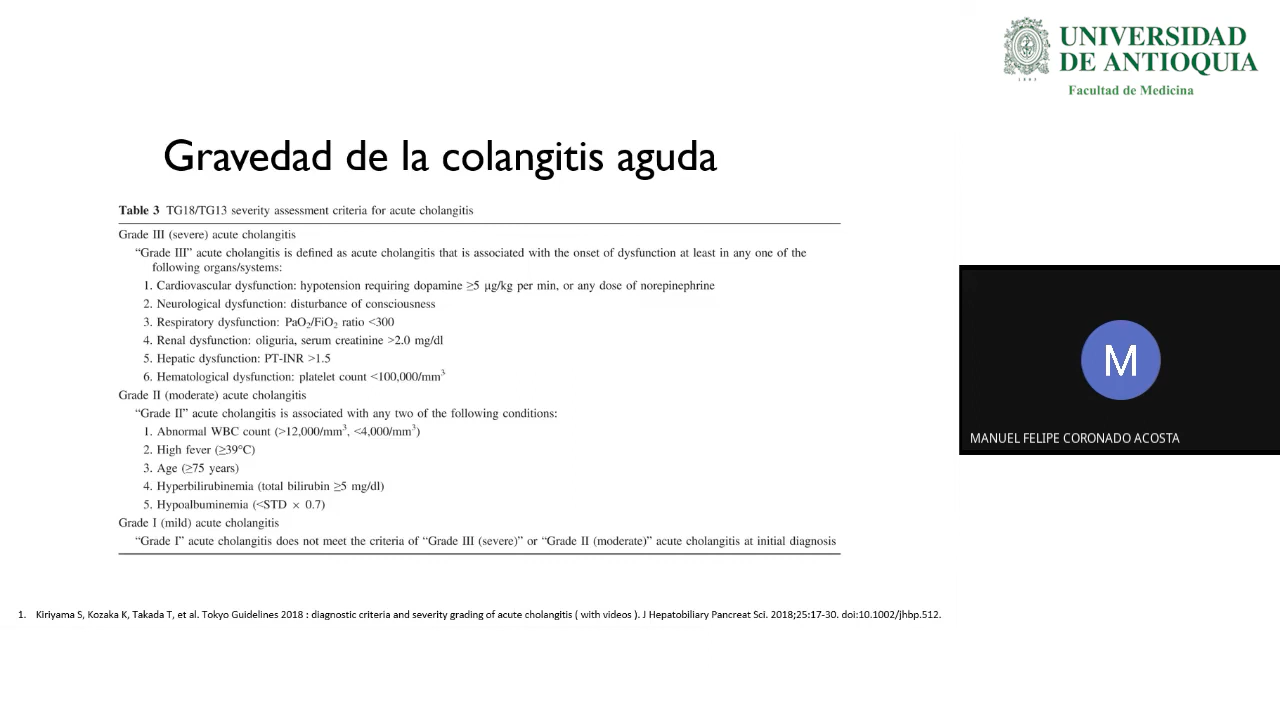 UNIVERSIDAD
DE ANTIOQUIA
1803
Facultad de Medicina
Gravedad de la colangitis aguda
Table 3 TG18/TG13 severity assessment criteria for acute cholangitis
Grade III (severe) acute cholangitis
“Grade III” acute cholangitis is defined as acute cholangitis that is associated with the onset of dysfunction at least in any one of the
following organs/systems:
1. Cardiovascular dysfunction: hypotension requiring dopamine ≥5 μg/kg per min, or any dose of norepinephrine
2. Neurological dysfunction: disturbance of consciousness
3. Respiratory dysfunction: PaO₂/FiO₂ ratio <300
4. Renal dysfunction: oliguria, serum creatinine >2.0 mg/dl
5. Hepatic dysfunction: PT-INR >1.5
6. Hematological dysfunction: platelet count <100,000/mm³
Grade II (moderate) acute cholangitis
“Grade II” acute cholangitis is associated with any two of the following conditions:
1. Abnormal WBC count (>12,000/mm³, <4,000/mm³)
2. High fever (≥39°C)
3. Age (≥75 years)
4. Hyperbilirubinemia (total bilirubin ≥5 mg/dl)
5. Hypoalbuminemia (<STD × 0.7)
Grade I (mild) acute cholangitis
“Grade I” acute cholangitis does not meet the criteria of “Grade III (severe)” or “Grade II (moderate)” acute cholangitis at initial diagnosis
M
MANUEL FELIPE CORONADO ACOSTA
1. Kiriyama S, Kozaka K, Takada T, et al. Tokyo Guidelines 2018 : diagnostic criteria and severity grading of acute cholangitis ( with videos ). J Hepatobiliary Pancreat Sci. 2018;25:17-30. doi:10.1002/jhbp.512.